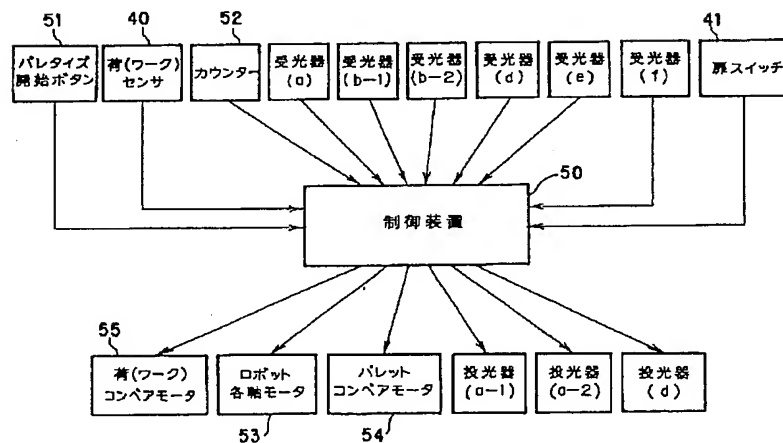 51
40
52
41
パレタイズ
開始ボタン
荷(ワーク)
センサ
カウンター
受光器
(a)
受光器
(b-1)
受光器
(b-2)
受光器
(d)
受光器
(e)
受光器
(f)
扉スイッチ
50
制御装置
55
荷(ワーク)
コンベアモータ
ロボット
各軸モータ
パレット
コンベアモータ
投光器
(a-1)
投光器
(a-2)
投光器
(d)
53
54